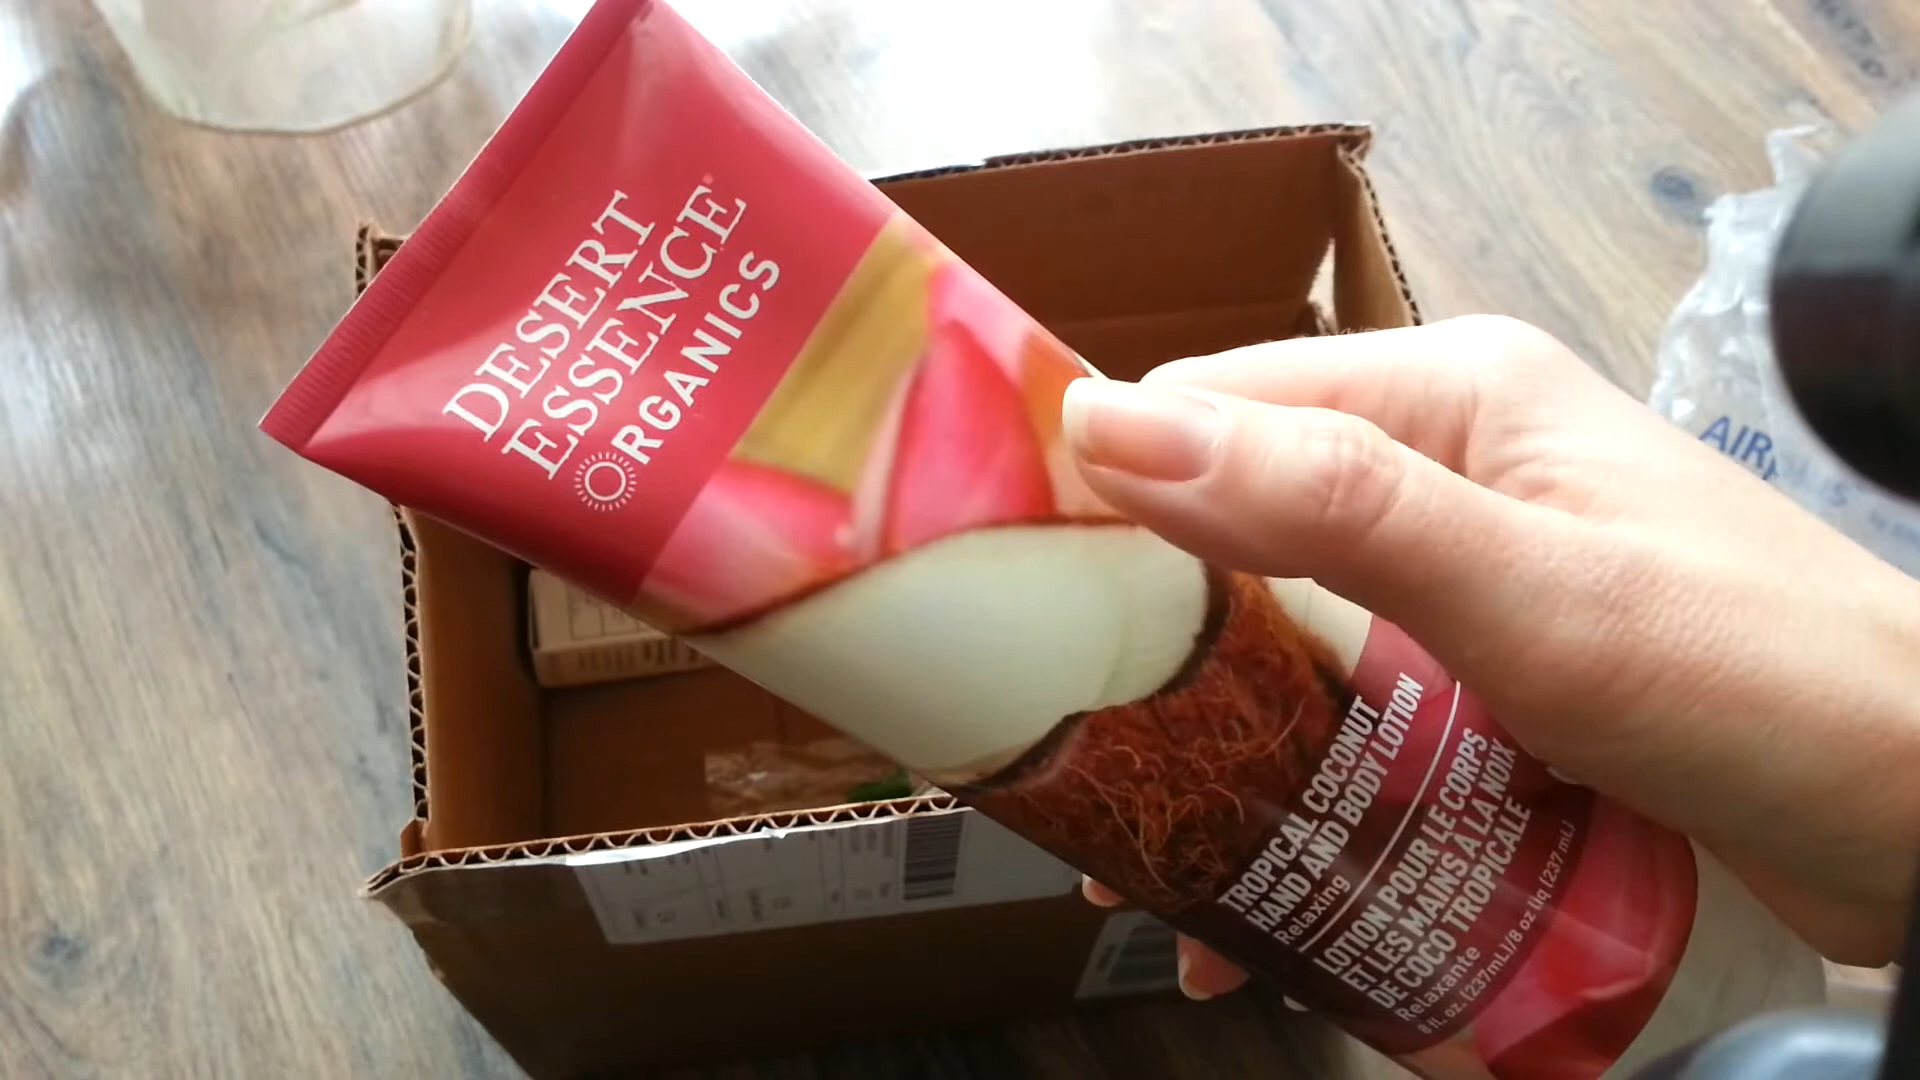 DESERT
ESSENCE
ORGANICS
TROPICAL COCONUT
HAND AND BODY LOTION
Relaxing
LOTION POUR LE CORPS
ET LES MAINS À LA NOIX
DE COCO TROPICALE
Relaxante
8 fl. oz. (237mL)/8 oz liq (237 mL)